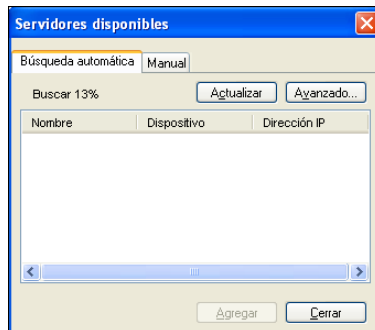 Servidores disponibles
Búsqueda automática Manual
Buscar 13% Actualizar Avanzado...
Nombre Dispositivo Dirección IP
Agregar Cerrar